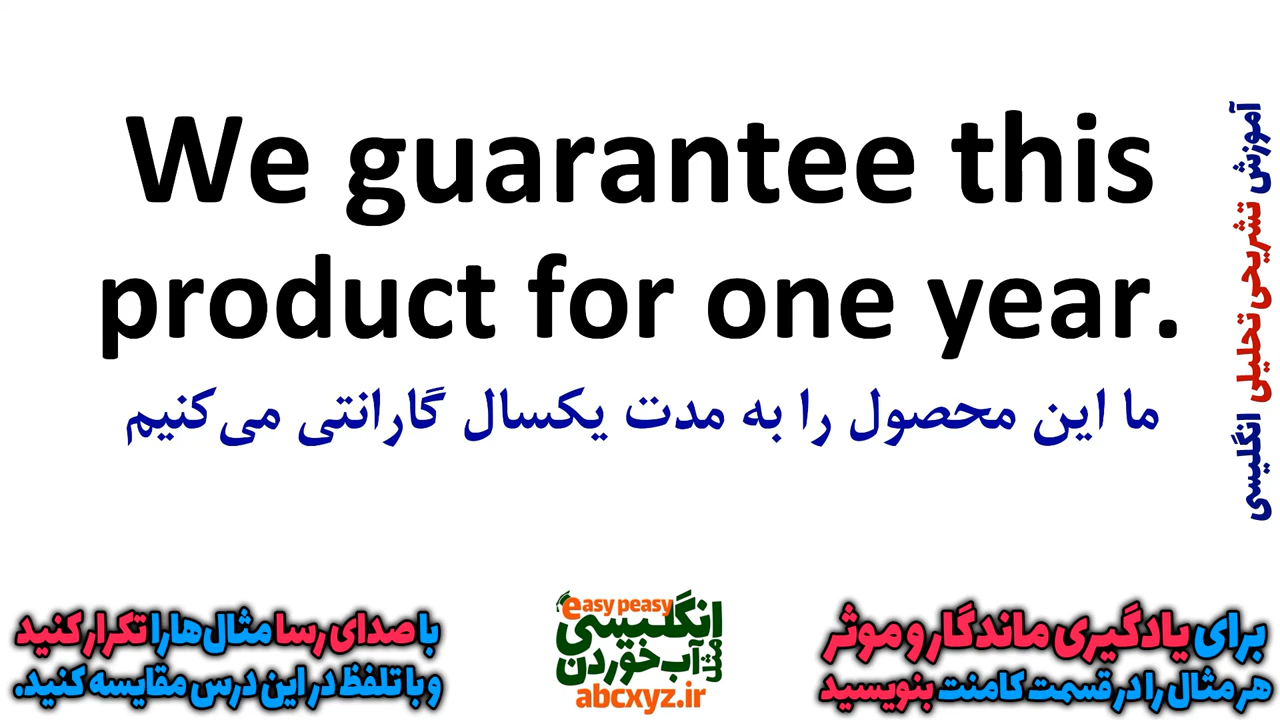 We guarantee this
product for one year.
ما این محصول را به مدت یکسال گارانتی می‌کنیم
آموزش تشریحی تحلیلی انگلیسی
برای یادگیری ماندگار و موثر
هر مثال را در قسمت کامنت بنویسید
easy peasy
انگلیسی
مثل آب خوردن
abcxyz.ir
با صدای رسا مثال‌ها را تکرار کنید
و با تلفظ در این درس مقایسه کنید.